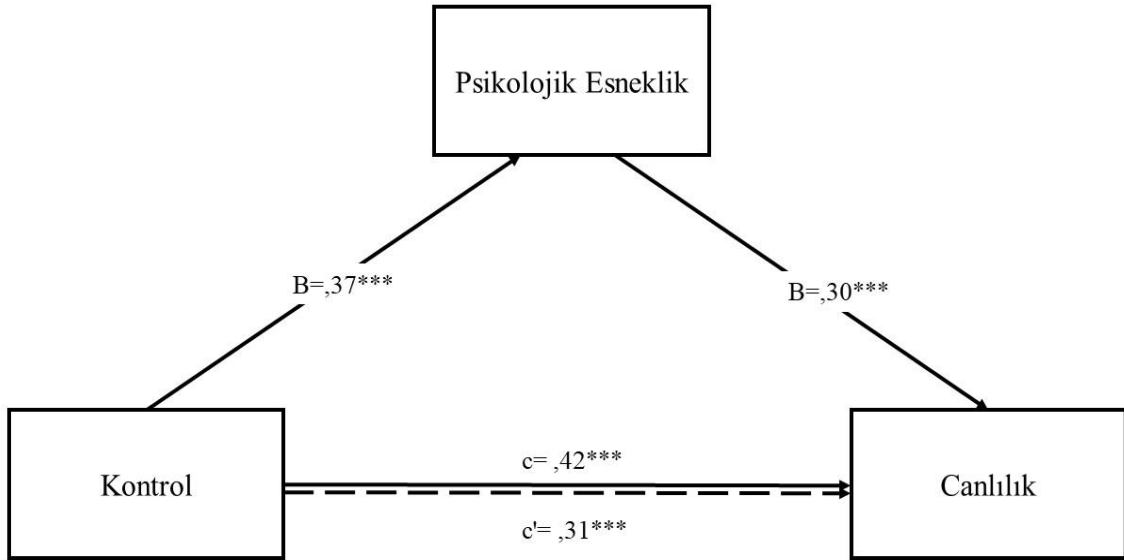 Psikolojik Esneklik
B=,37***
B=,30***
c= ,42***
Kontrol
Canlılık
c'= ,31***